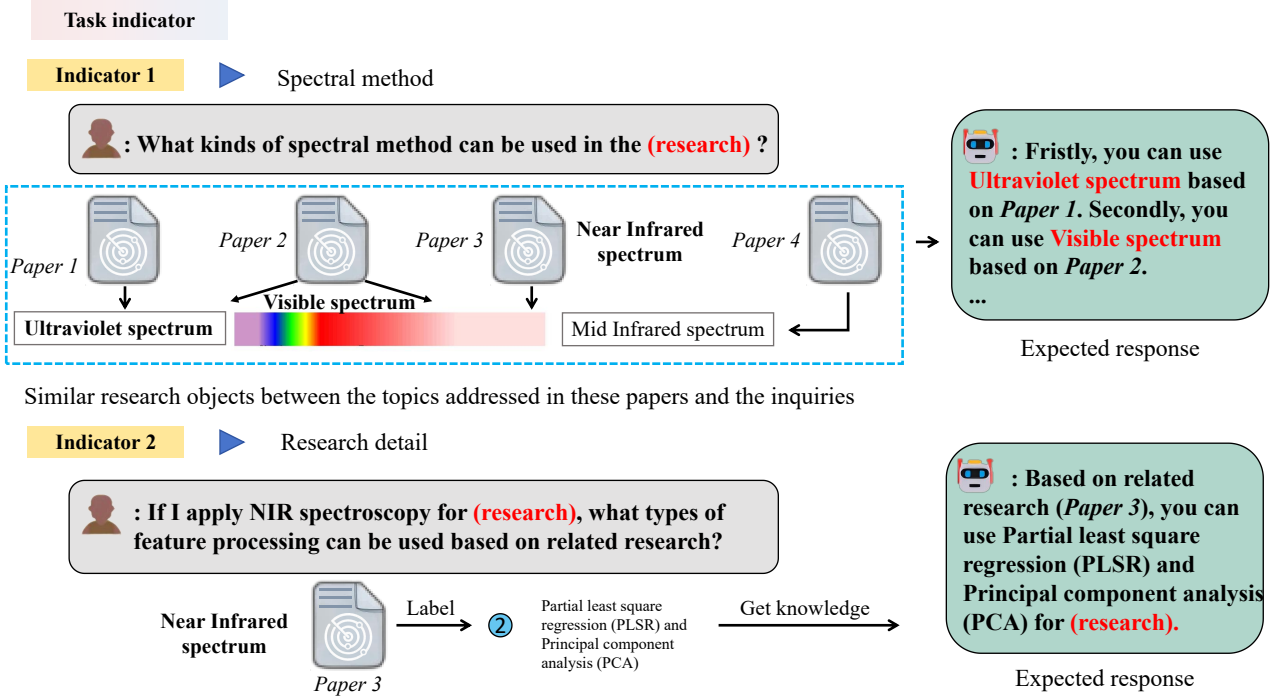 Task indicator
Indicator 1
Spectral method
: What kinds of spectral method can be used in the (research) ?
Paper 1
Paper 2
Paper 3
Near Infrared
spectrum
Paper 4
Visible spectrum
Ultraviolet spectrum
Mid Infrared spectrum
: Fristly, you can use
Ultraviolet spectrum based
on Paper 1. Secondly, you
can use Visible spectrum
based on Paper 2.
...
Expected response
Similar research objects between the topics addressed in these papers and the inquiries
Indicator 2
Research detail
: If I apply NIR spectroscopy for (research), what types of
feature processing can be used based on related research?
Near Infrared
spectrum
Paper 3
Label
2
Partial least square
regression (PLSR) and
Principal component
analysis (PCA)
Get knowledge
: Based on related
research (Paper 3), you can
use Partial least square
regression (PLSR) and
Principal component analysis
(PCA) for (research).
Expected response